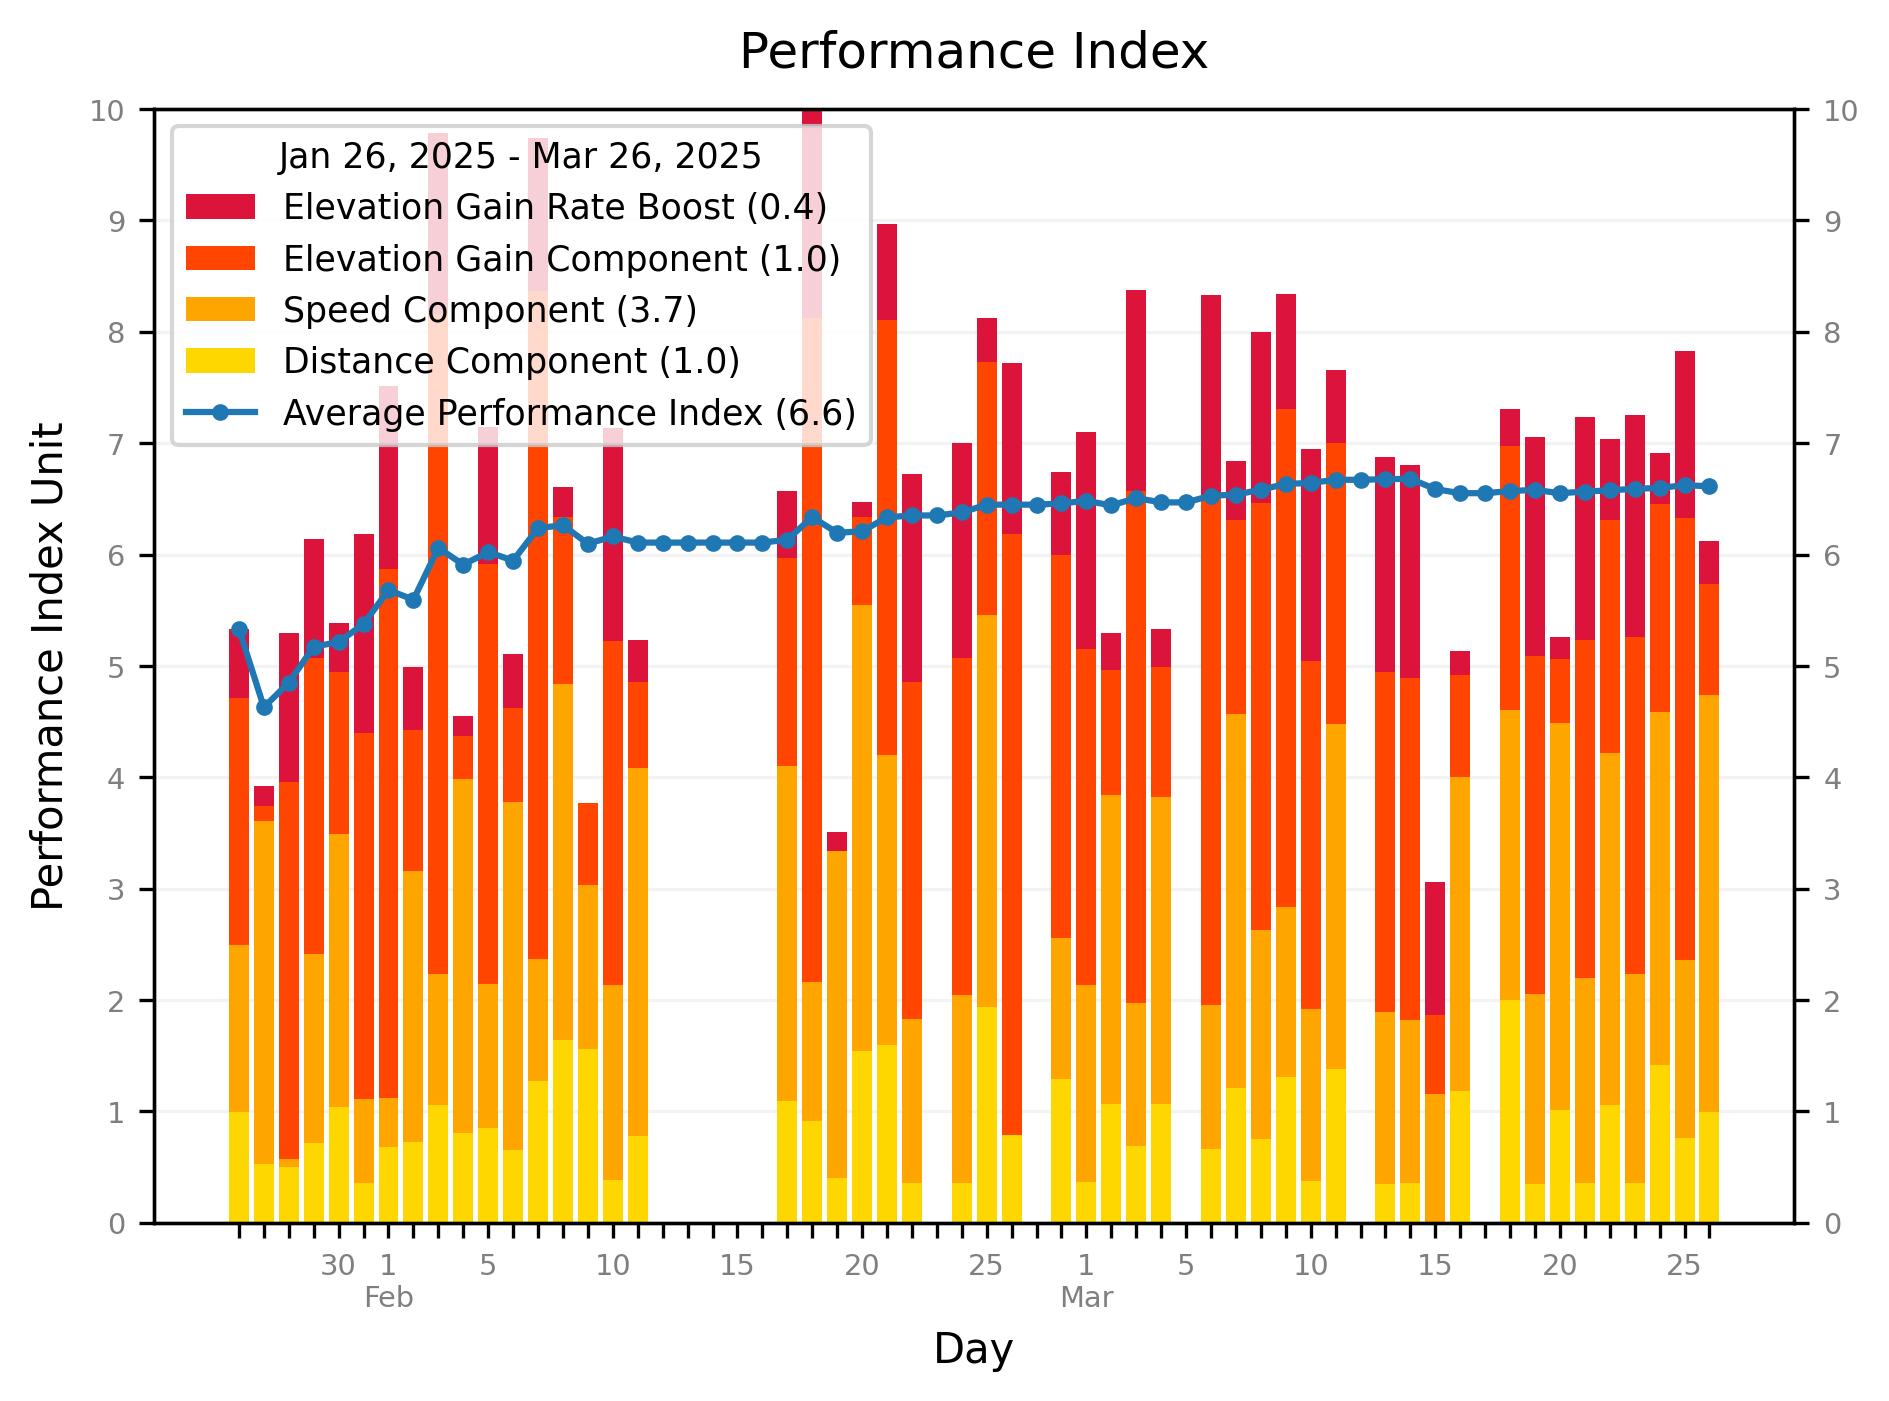 Performance Index
Jan 26, 2025 - Mar 26, 2025
Elevation Gain Rate Boost (0.4)
Elevation Gain Component (1.0)
Speed Component (3.7)
Distance Component (1.0)
Average Performance Index (6.6)
Performance Index Unit
10
9
8
7
6
5
4
3
2
1
0
10
9
8
7
6
5
4
3
2
1
0
30 1 5 10 15 20 25 1 5 10 15 20 25
Feb Mar
Day